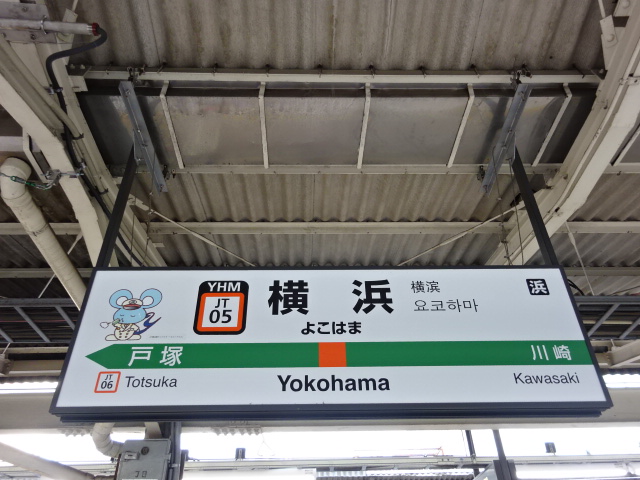 YHM
JT
05
横浜
よこはま
横滨
요코하마
浜
戸塚
川崎
JT
06
Totsuka
Yokohama
Kawasaki